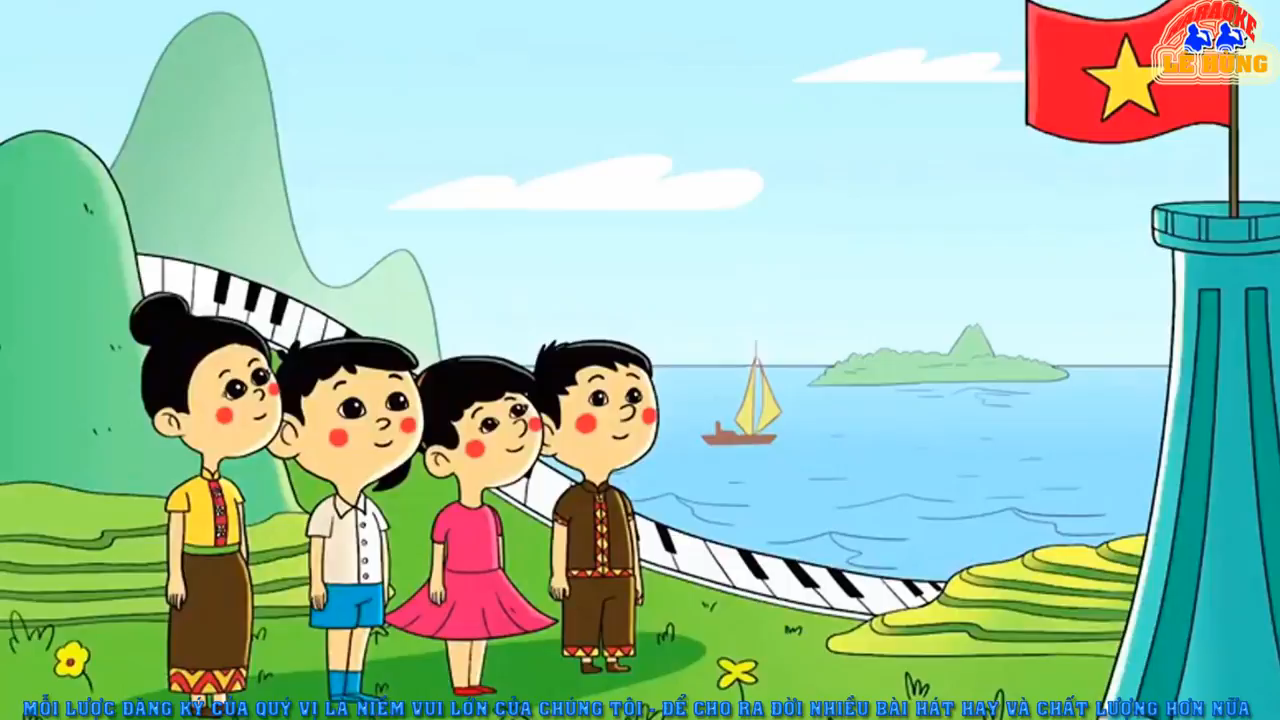 KARAOKE
LÊ HÙNG
MỖI LƯỢC ĐĂNG KÝ CỦA QUÝ VỊ LÀ NIỀM VUI LỚN CỦA CHÚNG TÔI - ĐỂ CHO RA ĐỜI NHIỀU BÀI HÁT HAY VÀ CHẤT LƯỢNG HƠN NỮA